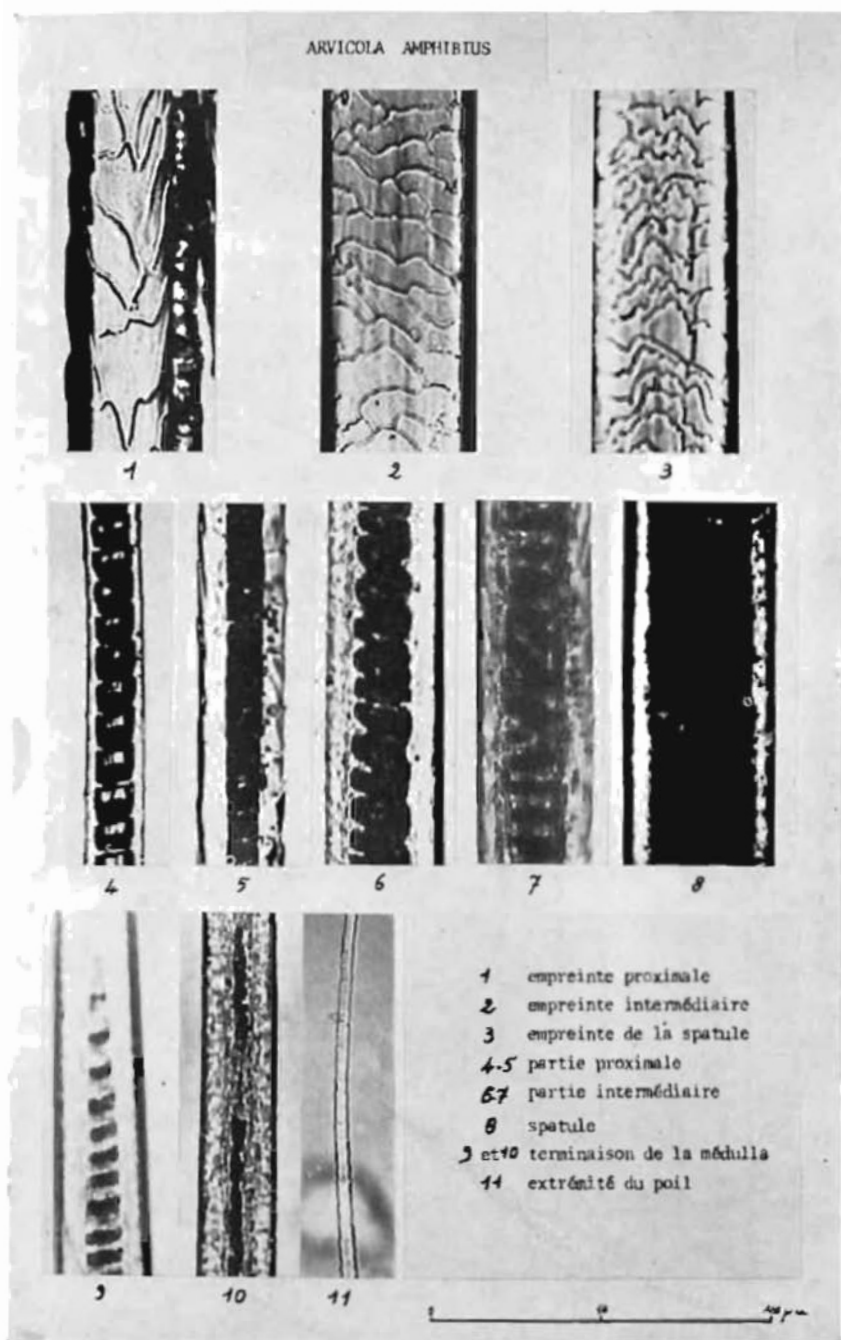 ARVICOLA AMPHIBIUS
1 2 3
4 5 6 7 8
9 10 11
1 empreinte proximale
2 empreinte intermédiaire
3 empreinte de la spatule
4-5 partie proximale
6-7 partie intermédiaire
8 spatule
9 et 10 terminaison de la médulla
11 extrémité du poil
0